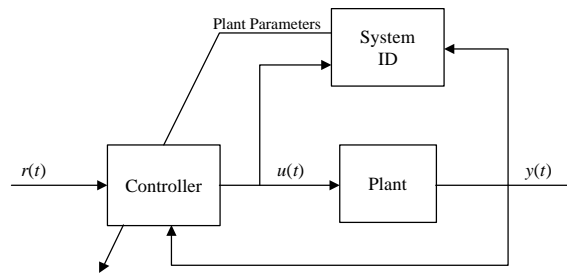 Plant Parameters
System
ID
r(t)
Controller
u(t)
Plant
y(t)